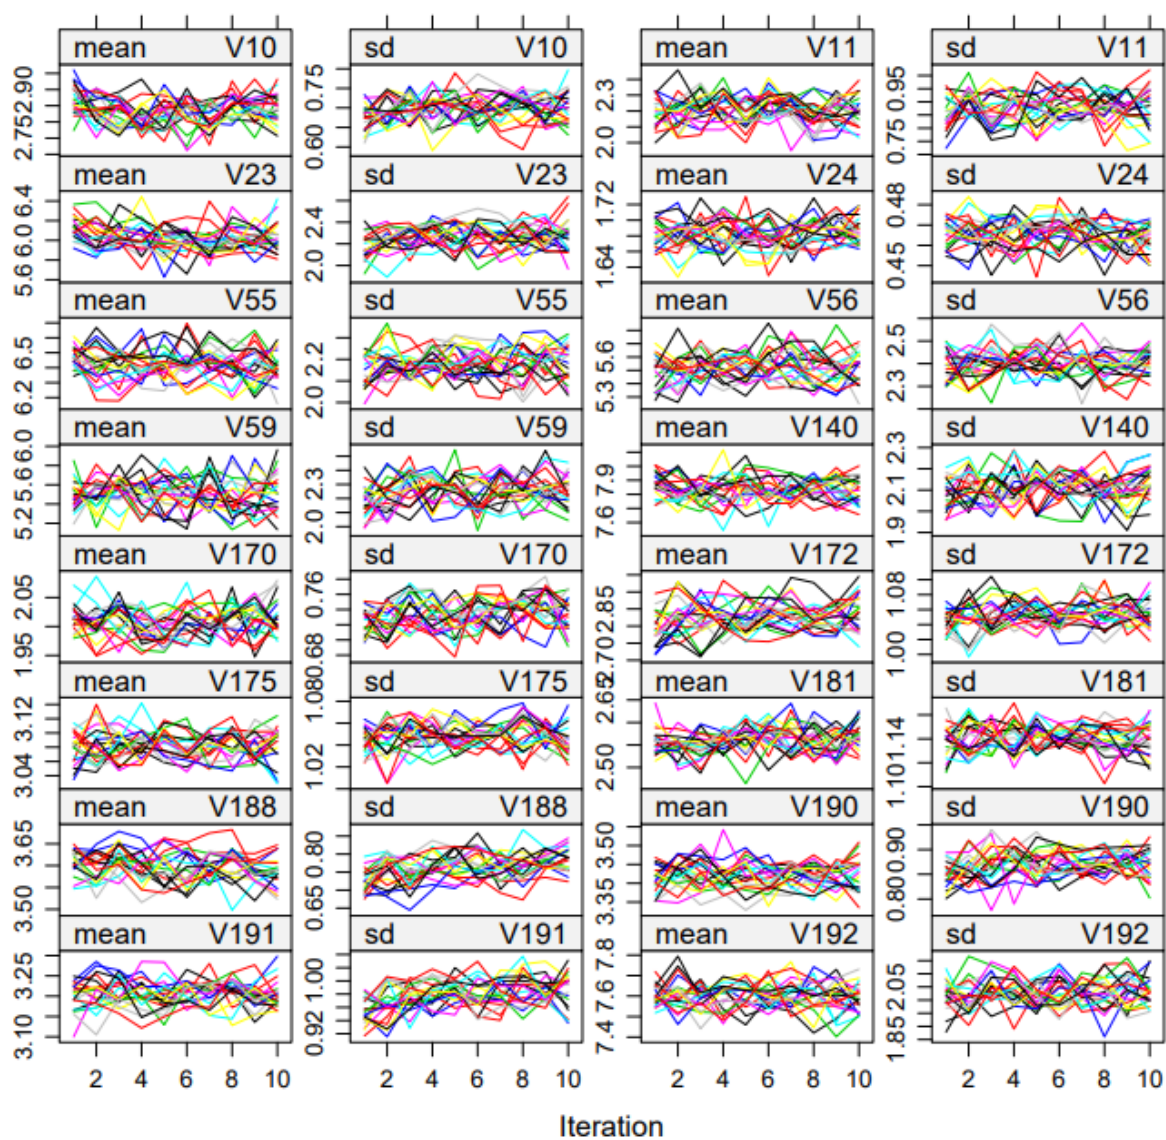 mean V10 sd V10 mean V11 sd V11
2.75 2.90 0.60 0.75 2.0 2.3 0.75 0.95
mean V23 sd V23 mean V24 sd V24
5.6 6.0 6.4 2.0 2.4 1.64 1.72 0.45 0.48
mean V55 sd V55 mean V56 sd V56
6.2 6.5 2.0 2.2 5.3 5.6 2.3 2.5
mean V59 sd V59 mean V140 sd V140
5.2 5.6 6.0 2.0 2.3 7.6 7.9 1.9 2.1 2.3
mean V170 sd V170 mean V172 sd V172
1.95 2.05 0.68 0.76 2.70 2.85 1.00 1.08
mean V175 sd V175 mean V181 sd V181
3.04 3.12 1.02 1.08 2.50 2.65 1.10 1.14
mean V188 sd V188 mean V190 sd V190
3.50 3.65 0.65 0.80 3.35 3.50 0.80 0.90
mean V191 sd V191 mean V192 sd V192
3.10 3.25 0.92 1.00 7.4 7.6 7.8 1.85 2.05
2 4 6 8 10 2 4 6 8 10 2 4 6 8 10 2 4 6 8 10
Iteration